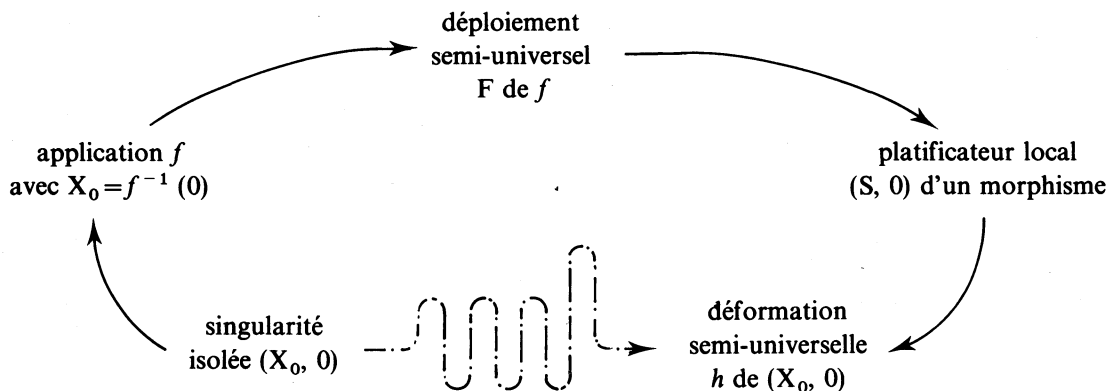 déploiement
semi-universel
F de f
application f
avec X₀=f⁻¹ (0)
platificateur local
(S, 0) d'un morphisme
singularité
isolée (X₀, 0)
déformation
semi-universelle
h de (X₀, 0)